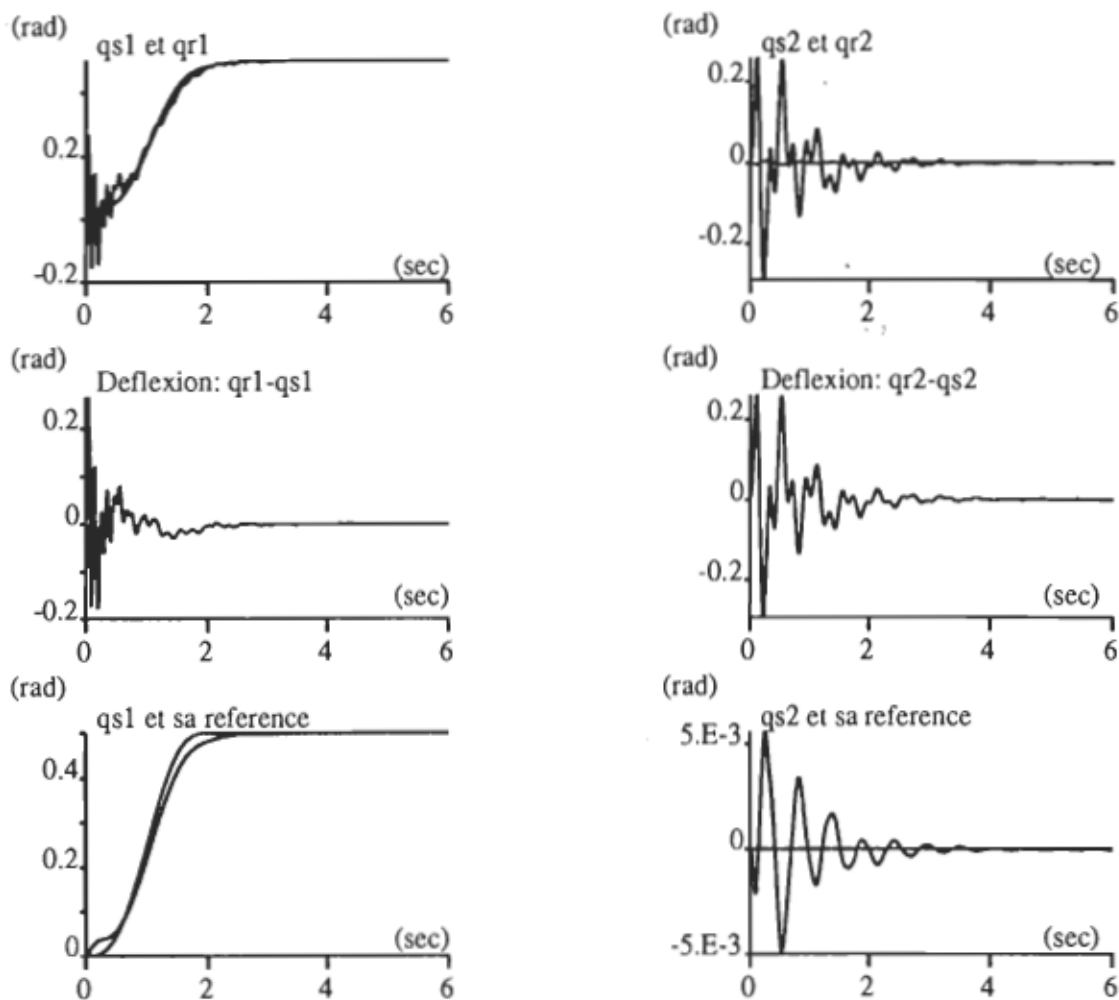 (rad)
qs1 et qr1
0.2
-0.2
(sec)
0 2 4 6
(rad)
qs2 et qr2
0.2
0
-0.2
(sec)
0 2 4 6
(rad)
Deflexion: qr1-qs1
0.2
0
-0.2
(sec)
0 2 4 6
(rad)
Deflexion: qr2-qs2
0.2
0
-0.2
(sec)
0 2 4 6
(rad)
qs1 et sa reference
0.4
0.2
0
(sec)
0 2 4 6
(rad)
qs2 et sa reference
5.E-3
0
-5.E-3
(sec)
0 2 4 6